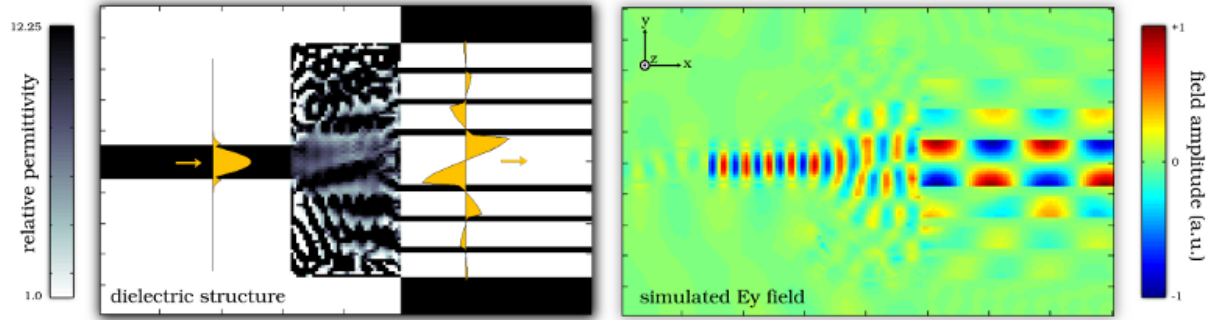 12.25
relative permittivity
1.0
dielectric structure
y
z
x
simulated Ey field
+1
0
-1
field amplitude (a.u.)